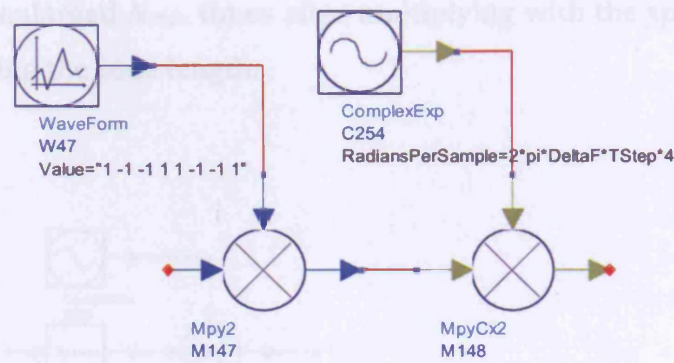 ComplexExp
C254
RadiansPerSample=2*pi*DeltaF*TStep*4
WaveForm
W47
Value="1 -1 -1 1 1 -1 -1 1"
Mpy2
M147
MpyCx2
M148